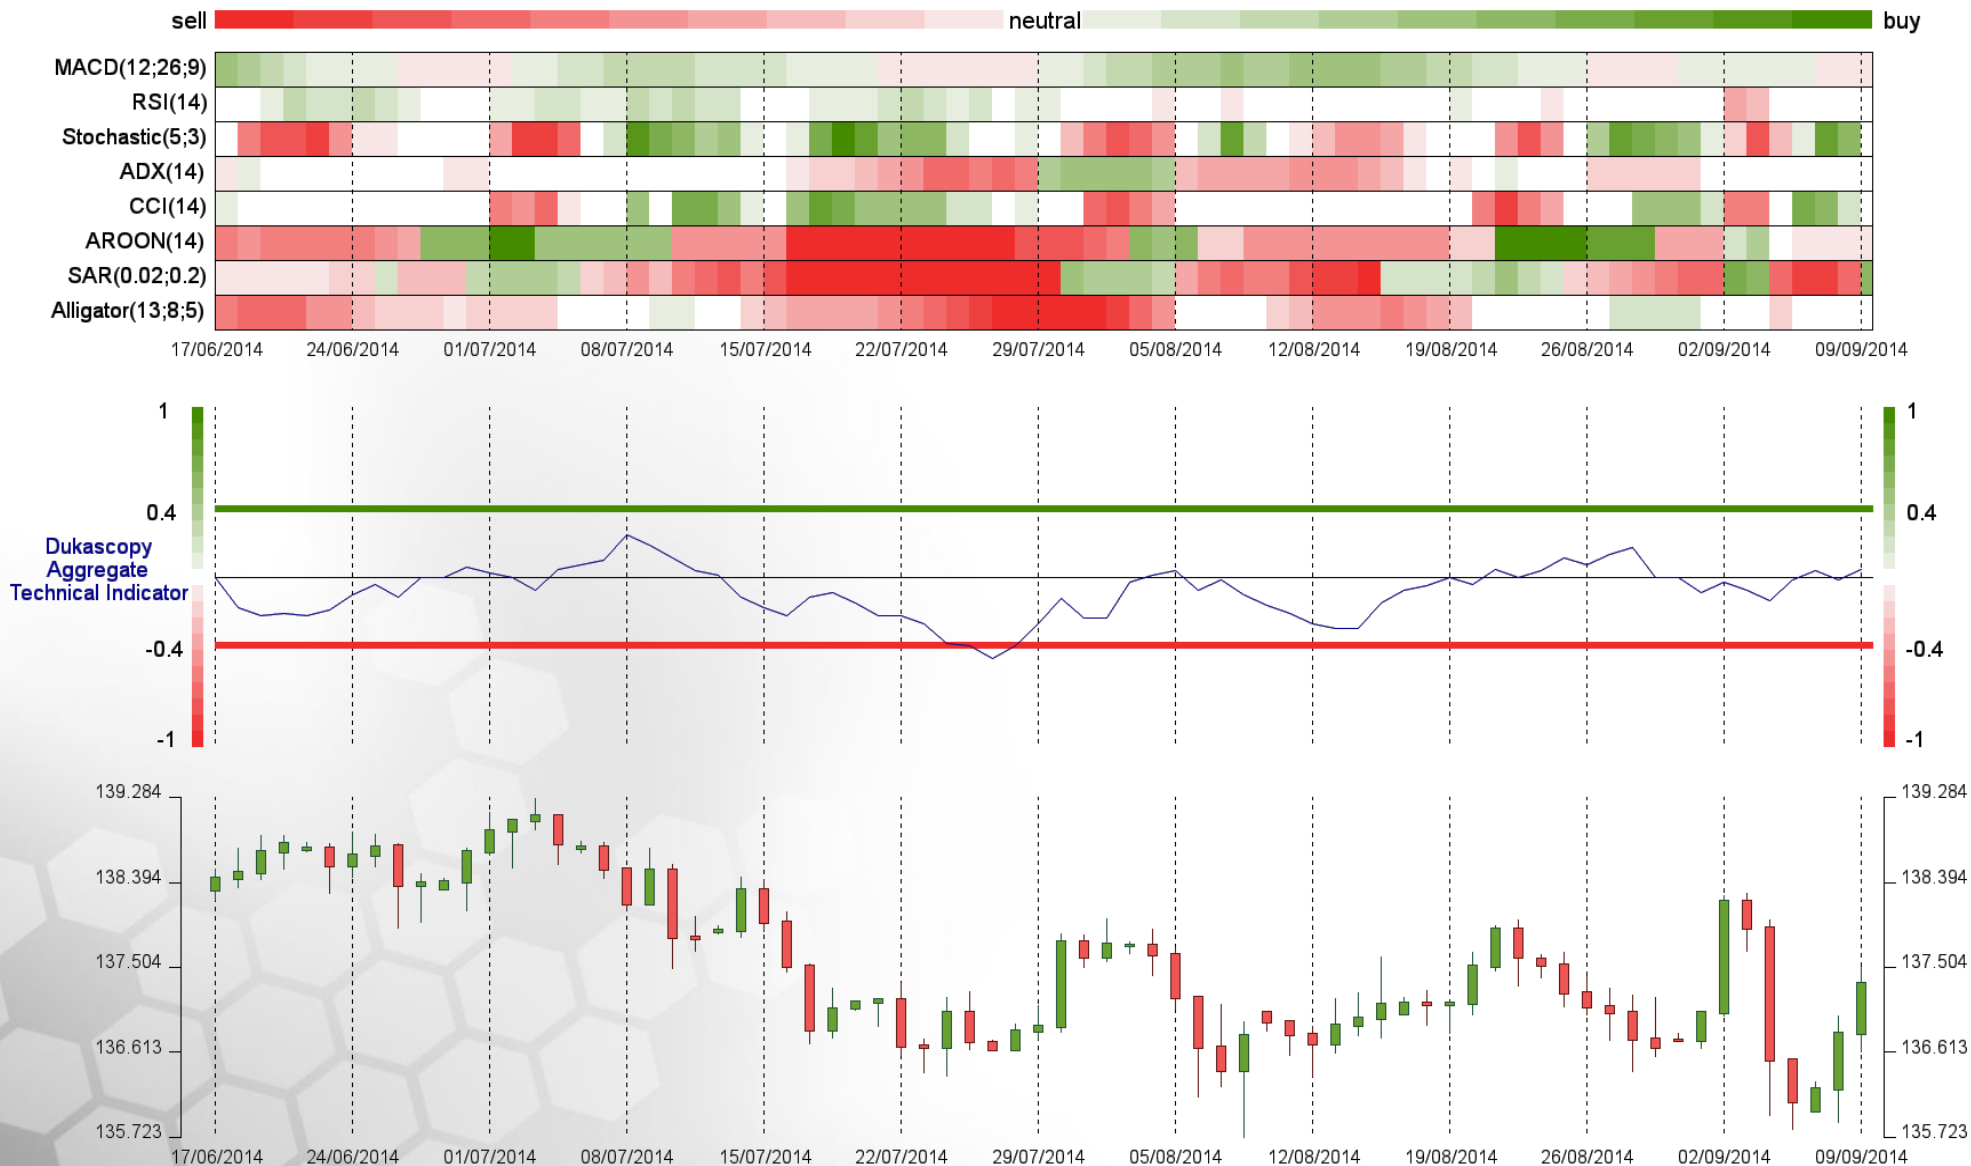 sell neutral buy
MACD(12;26;9)
RSI(14)
Stochastic(5;3)
ADX(14)
CCI(14)
AROON(14)
SAR(0.02;0.2)
Alligator(13;8;5)
17/06/2014 24/06/2014 01/07/2014 08/07/2014 15/07/2014 22/07/2014 29/07/2014 05/08/2014 12/08/2014 19/08/2014 26/08/2014 02/09/2014 09/09/2014
1 1
0.4 0.4
Dukascopy
Aggregate
Technical Indicator
-0.4 -0.4
-1 -1
139.284 139.284
138.394 138.394
137.504 137.504
136.613 136.613
135.723 135.723
17/06/2014 24/06/2014 01/07/2014 08/07/2014 15/07/2014 22/07/2014 29/07/2014 05/08/2014 12/08/2014 19/08/2014 26/08/2014 02/09/2014 09/09/2014